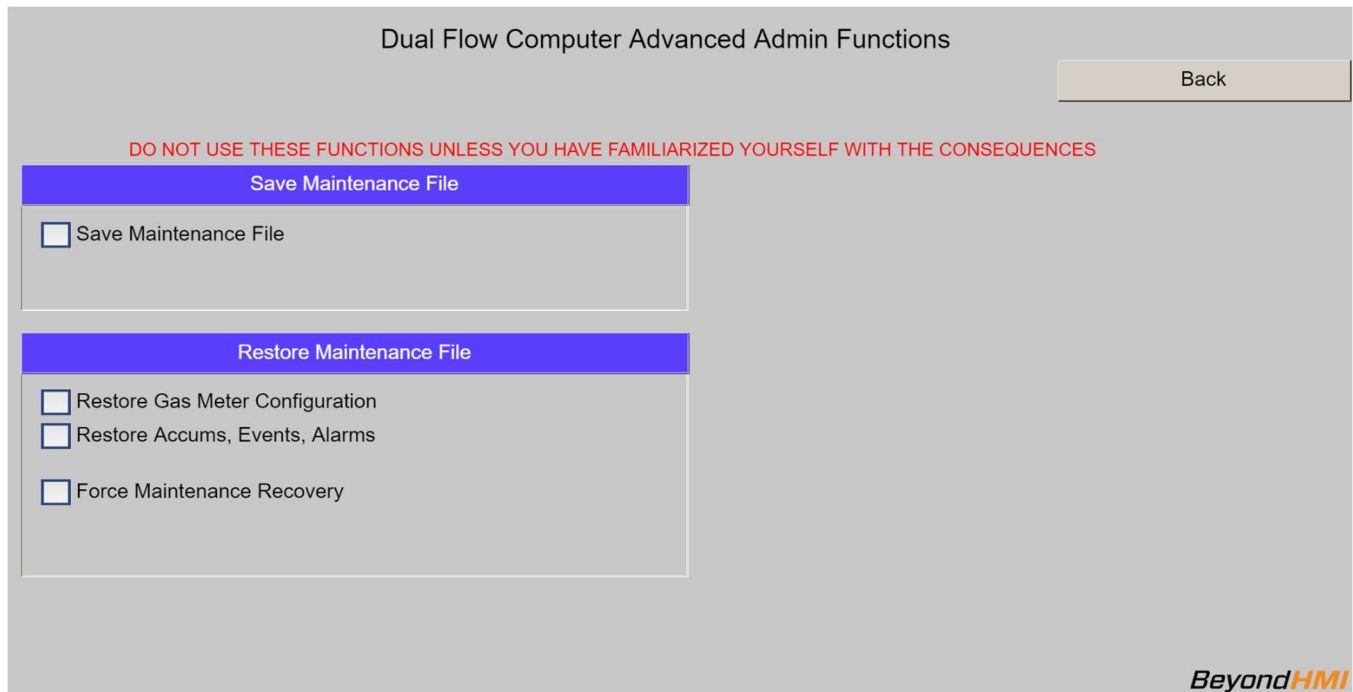 Dual Flow Computer Advanced Admin Functions
Back
DO NOT USE THESE FUNCTIONS UNLESS YOU HAVE FAMILIARIZED YOURSELF WITH THE CONSEQUENCES
Save Maintenance File
Save Maintenance File
Restore Maintenance File
Restore Gas Meter Configuration
Restore Accums, Events, Alarms
Force Maintenance Recovery
BeyondHMI